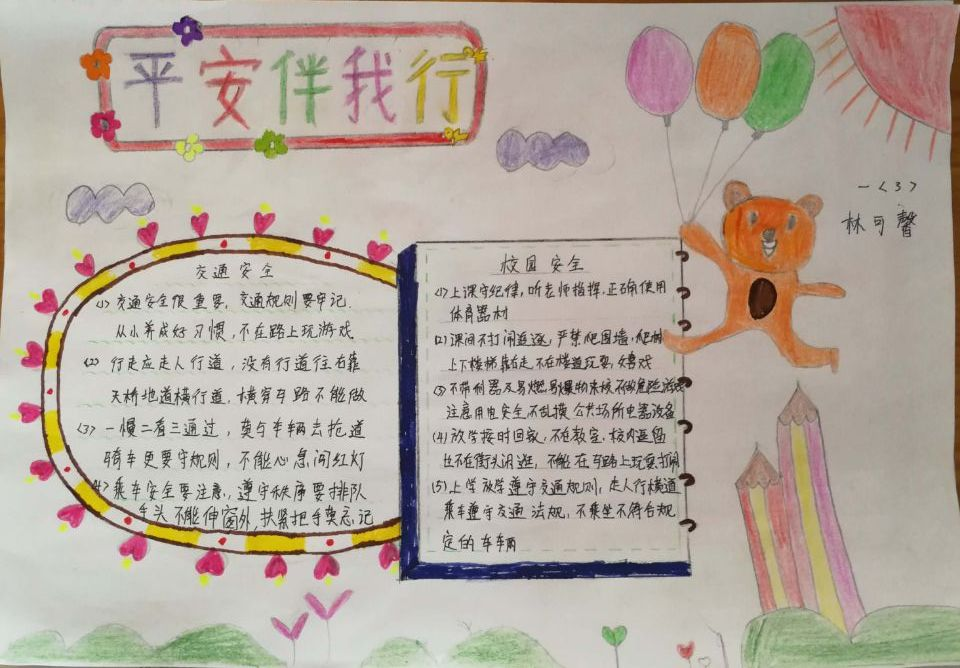 平安伴我行
一<3>
林可馨
交通安全
<1>交通安全很重要，交通规则要牢记
从小养成好习惯，不在路上玩游戏
<2> 行走应走人行道，没有行道往右靠
天桥地道横行道，横穿马路不能做
<3>一慢二看三通过，莫与车辆去抢道
骑车更要守规则，不能心急闯红灯
乘车安全要注意，遵守秩序要排队
手头不能伸窗外，扶紧把手莫忘记
校园安全
<1>上课守纪律，听老师指挥，正确使用
体育器材
(2)课间不打闹追逐，严禁爬围墙，爬树
上下楼梯靠右走 不在楼道玩耍
<3>不带利器及易燃易爆物来校 不做危险游戏
注意用电安全 不乱摸 公共场所电器设备
(4)放学按时回家，不在教室、校内逗留
不在街头闲逛，不能在马路上玩耍打闹
(5)上学放学遵守交通规则，走人行横道
乘车遵守交通法规，不乘坐不符合规
定的车辆